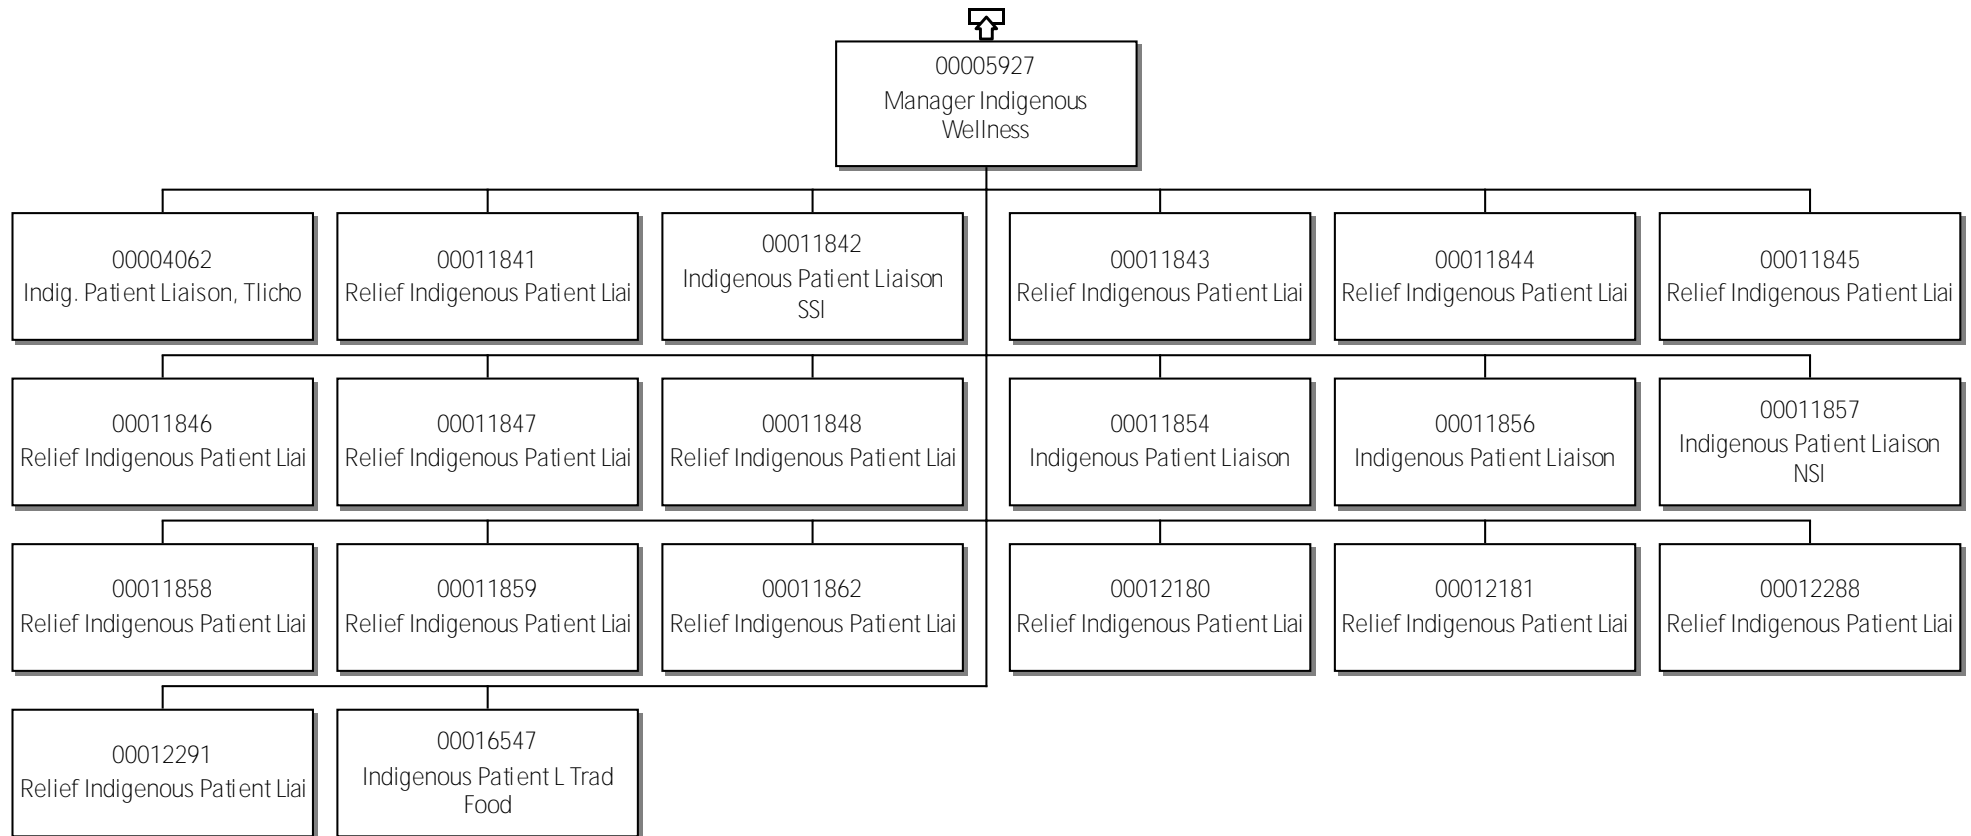 00005927
Manager Indigenous
Wellness
00004062
Indig. Patient Liaison, Tlicho
00011841
Relief Indigenous Patient Liai
00011842
Indigenous Patient Liaison
SSI
00011843
Relief Indigenous Patient Liai
00011844
Relief Indigenous Patient Liai
00011845
Relief Indigenous Patient Liai
00011846
Relief Indigenous Patient Liai
00011847
Relief Indigenous Patient Liai
00011848
Relief Indigenous Patient Liai
00011854
Indigenous Patient Liaison
00011856
Indigenous Patient Liaison
00011857
Indigenous Patient Liaison
NSI
00011858
Relief Indigenous Patient Liai
00011859
Relief Indigenous Patient Liai
00011862
Relief Indigenous Patient Liai
00012180
Relief Indigenous Patient Liai
00012181
Relief Indigenous Patient Liai
00012288
Relief Indigenous Patient Liai
00012291
Relief Indigenous Patient Liai
00016547
Indigenous Patient L Trad
Food